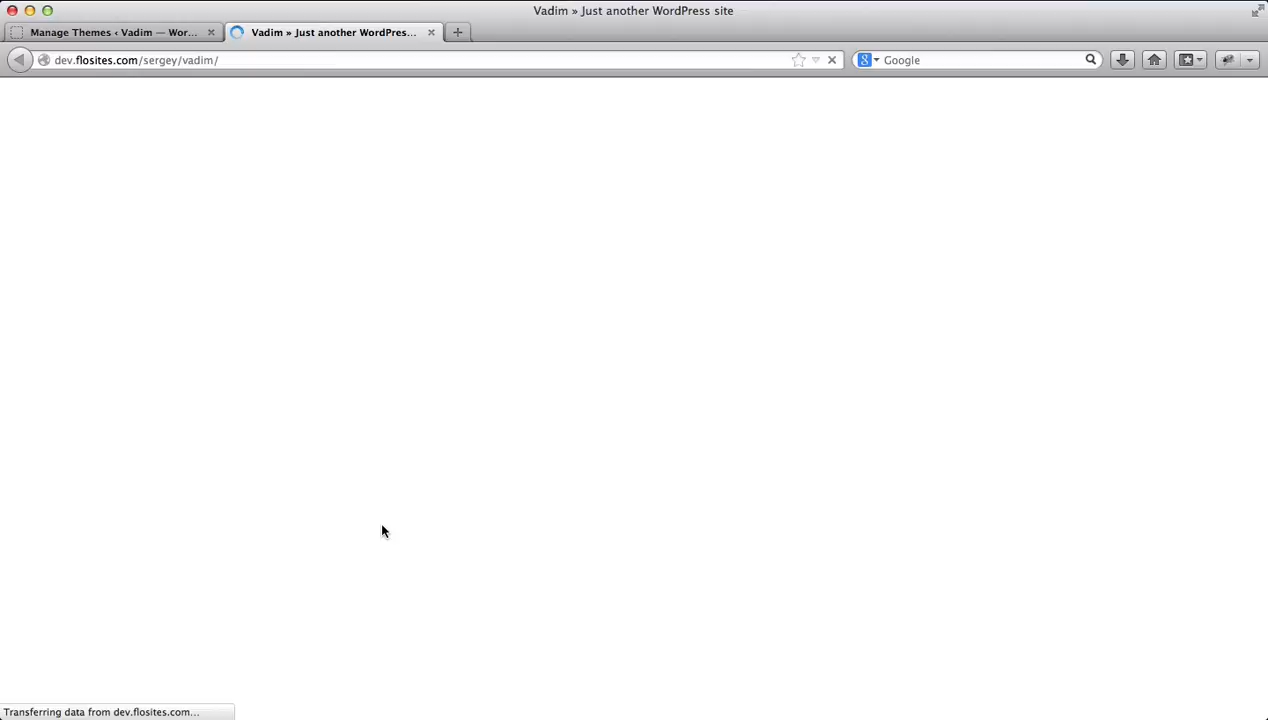 Vadim » Just another WordPress site
Manage Themes ‹ Vadim — Wor...
Vadim » Just another WordPres...
dev.flosites.com/sergey/vadim/
Google
Transferring data from dev.flosites.com...